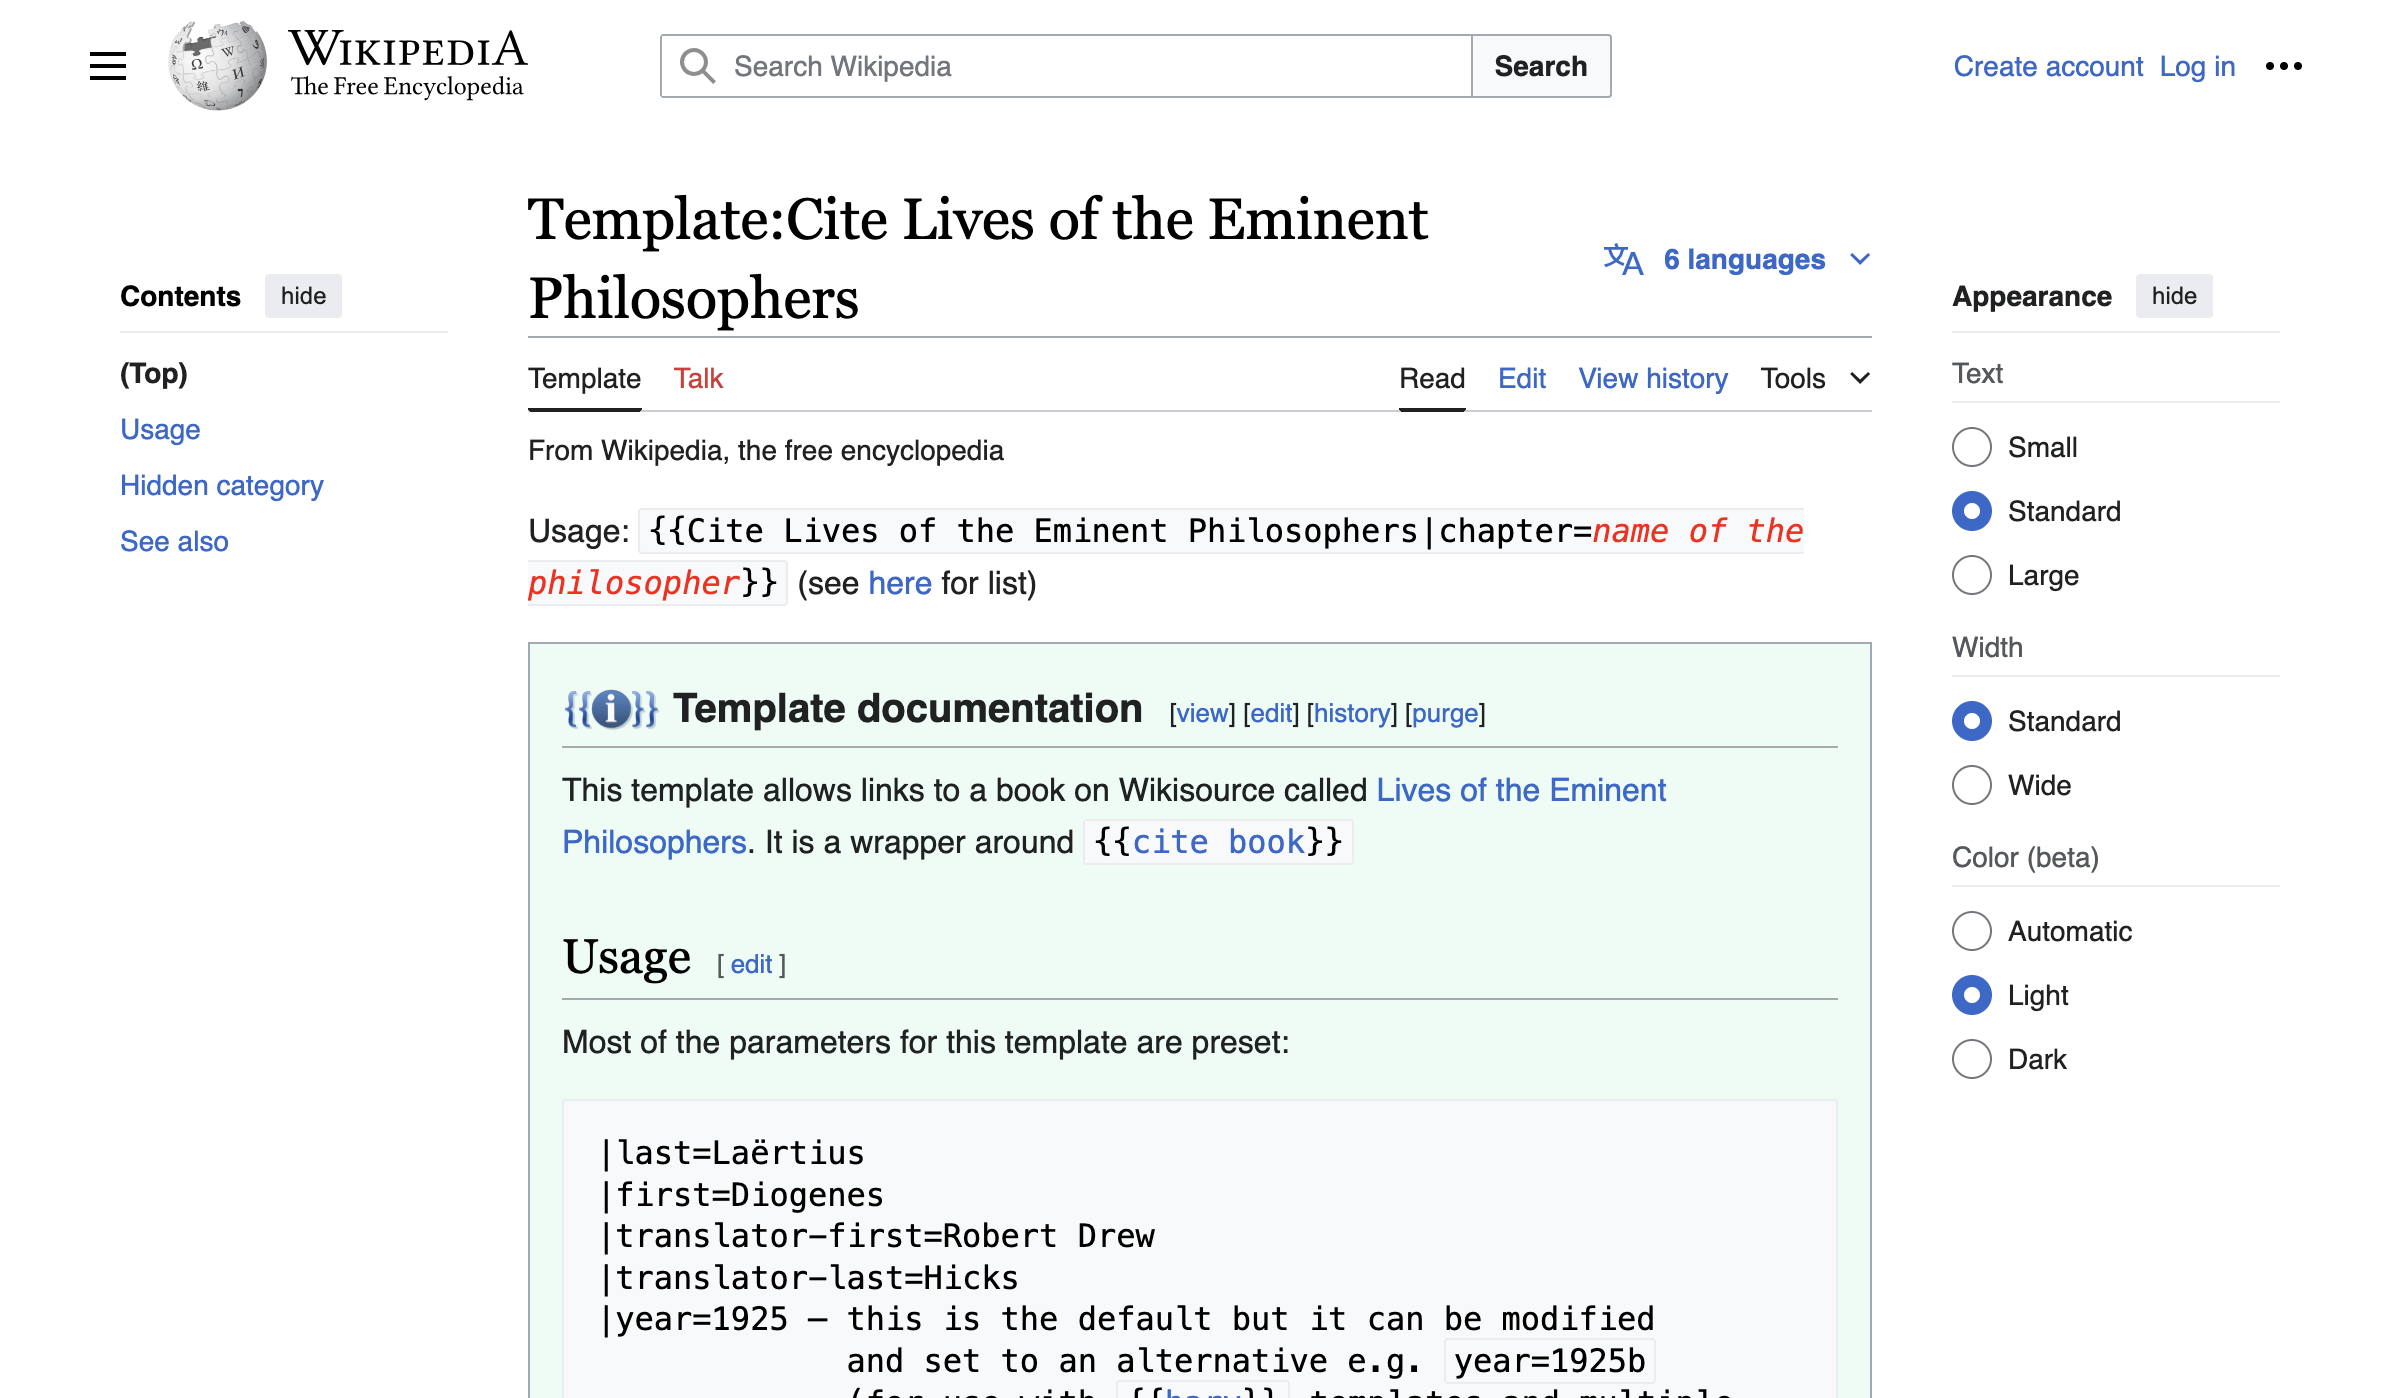 WIKIPEDIA
The Free Encyclopedia
Search Wikipedia
Search
Create account Log in
Template:Cite Lives of the Eminent
Philosophers
6 languages
Contents hide
(Top)
Usage
Hidden category
See also
Template Talk
Read Edit View history Tools
From Wikipedia, the free encyclopedia
Usage: {{Cite Lives of the Eminent Philosophers|chapter=name of the
philosopher}} (see here for list)
{{i}} Template documentation [view] [edit] [history] [purge]
This template allows links to a book on Wikisource called Lives of the Eminent
Philosophers. It is a wrapper around {{cite book}}
Usage [ edit ]
Most of the parameters for this template are preset:
|last=Laërtius
|first=Diogenes
|translator-first=Robert Drew
|translator-last=Hicks
|year=1925 – this is the default but it can be modified
and set to an alternative e.g. year=1925b
(for use with {{harv}} templates and multiple
Appearance hide
Text
Small
Standard
Large
Width
Standard
Wide
Color (beta)
Automatic
Light
Dark